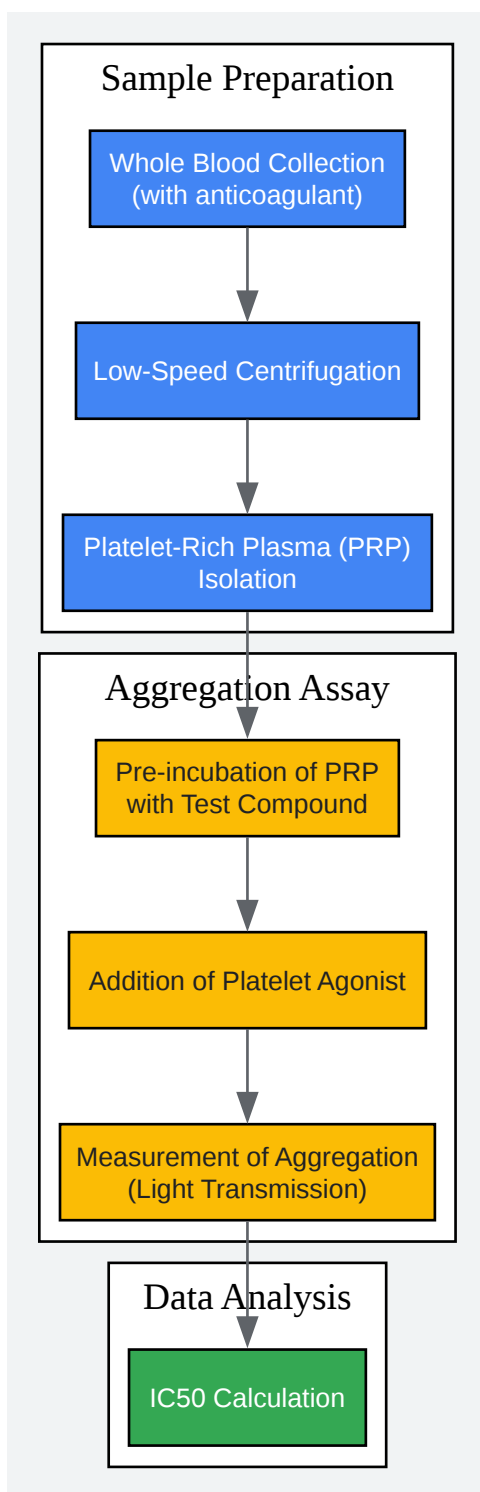 Sample Preparation
Whole Blood Collection
(with anticoagulant)
Low-Speed Centrifugation
Platelet-Rich Plasma (PRP)
Isolation
Aggregation Assay
Pre-incubation of PRP
with Test Compound
Addition of Platelet Agonist
Measurement of Aggregation
(Light Transmission)
Data Analysis
IC50 Calculation